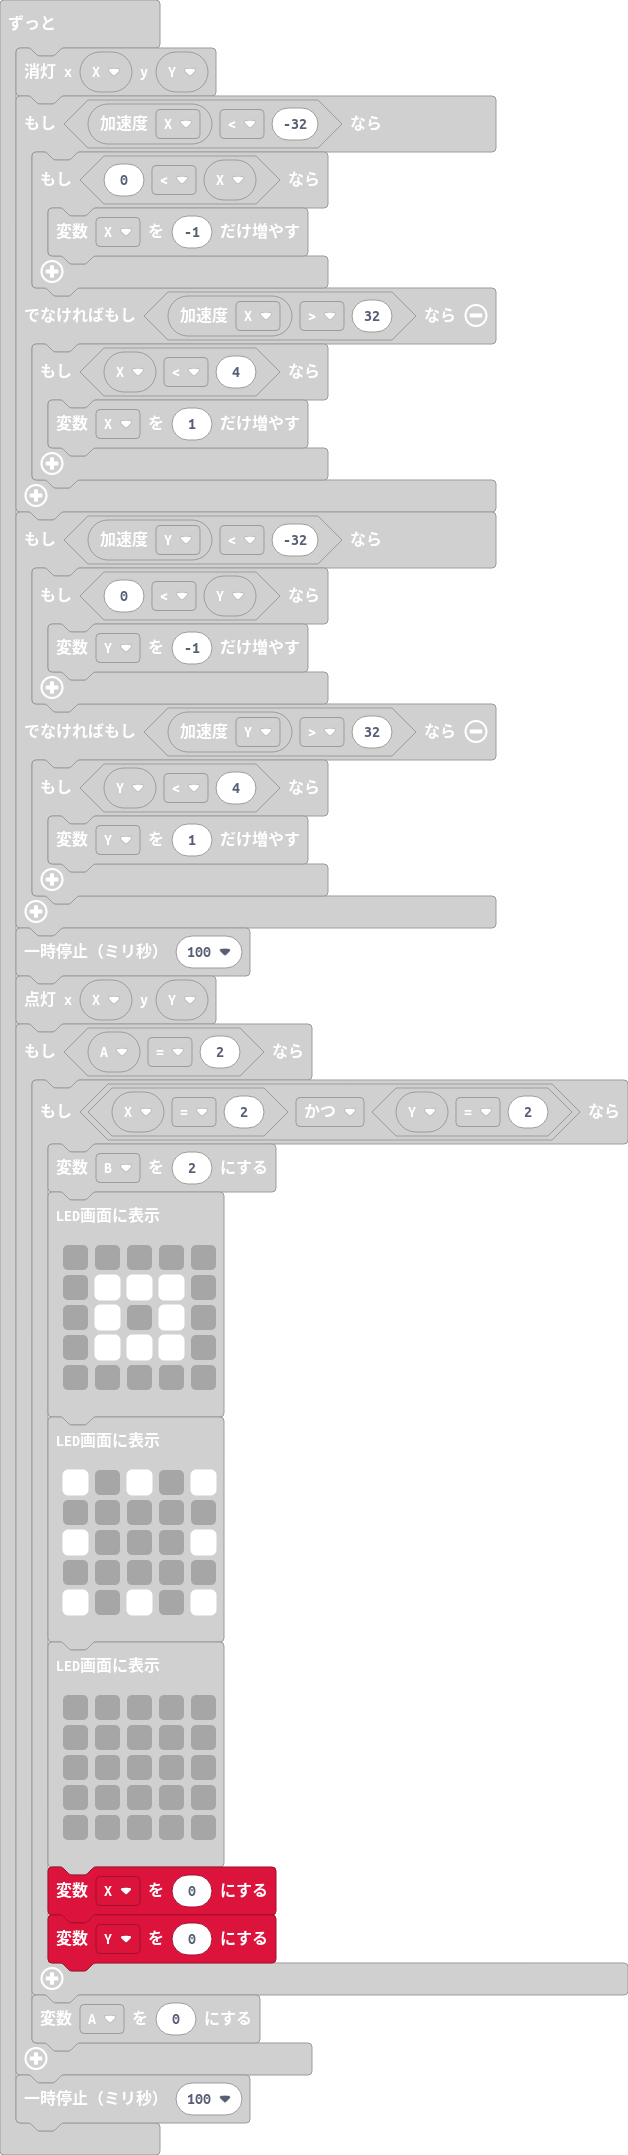 ずっと
消灯 x X y Y
もし 加速度 X < -32 なら
もし 0 < X なら
変数 X を -1 だけ増やす
でなければもし 加速度 X > 32 なら
もし X < 4 なら
変数 X を 1 だけ増やす
もし 加速度 Y < -32 なら
もし 0 < Y なら
変数 Y を -1 だけ増やす
でなければもし 加速度 Y > 32 なら
もし Y < 4 なら
変数 Y を 1 だけ増やす
一時停止（ミリ秒） 100
点灯 x X y Y
もし A = 2 なら
もし X = 2 かつ Y = 2 なら
変数 B を 2 にする
LED画面に表示
LED画面に表示
LED画面に表示
変数 X を 0 にする
変数 Y を 0 にする
変数 A を 0 にする
一時停止（ミリ秒） 100